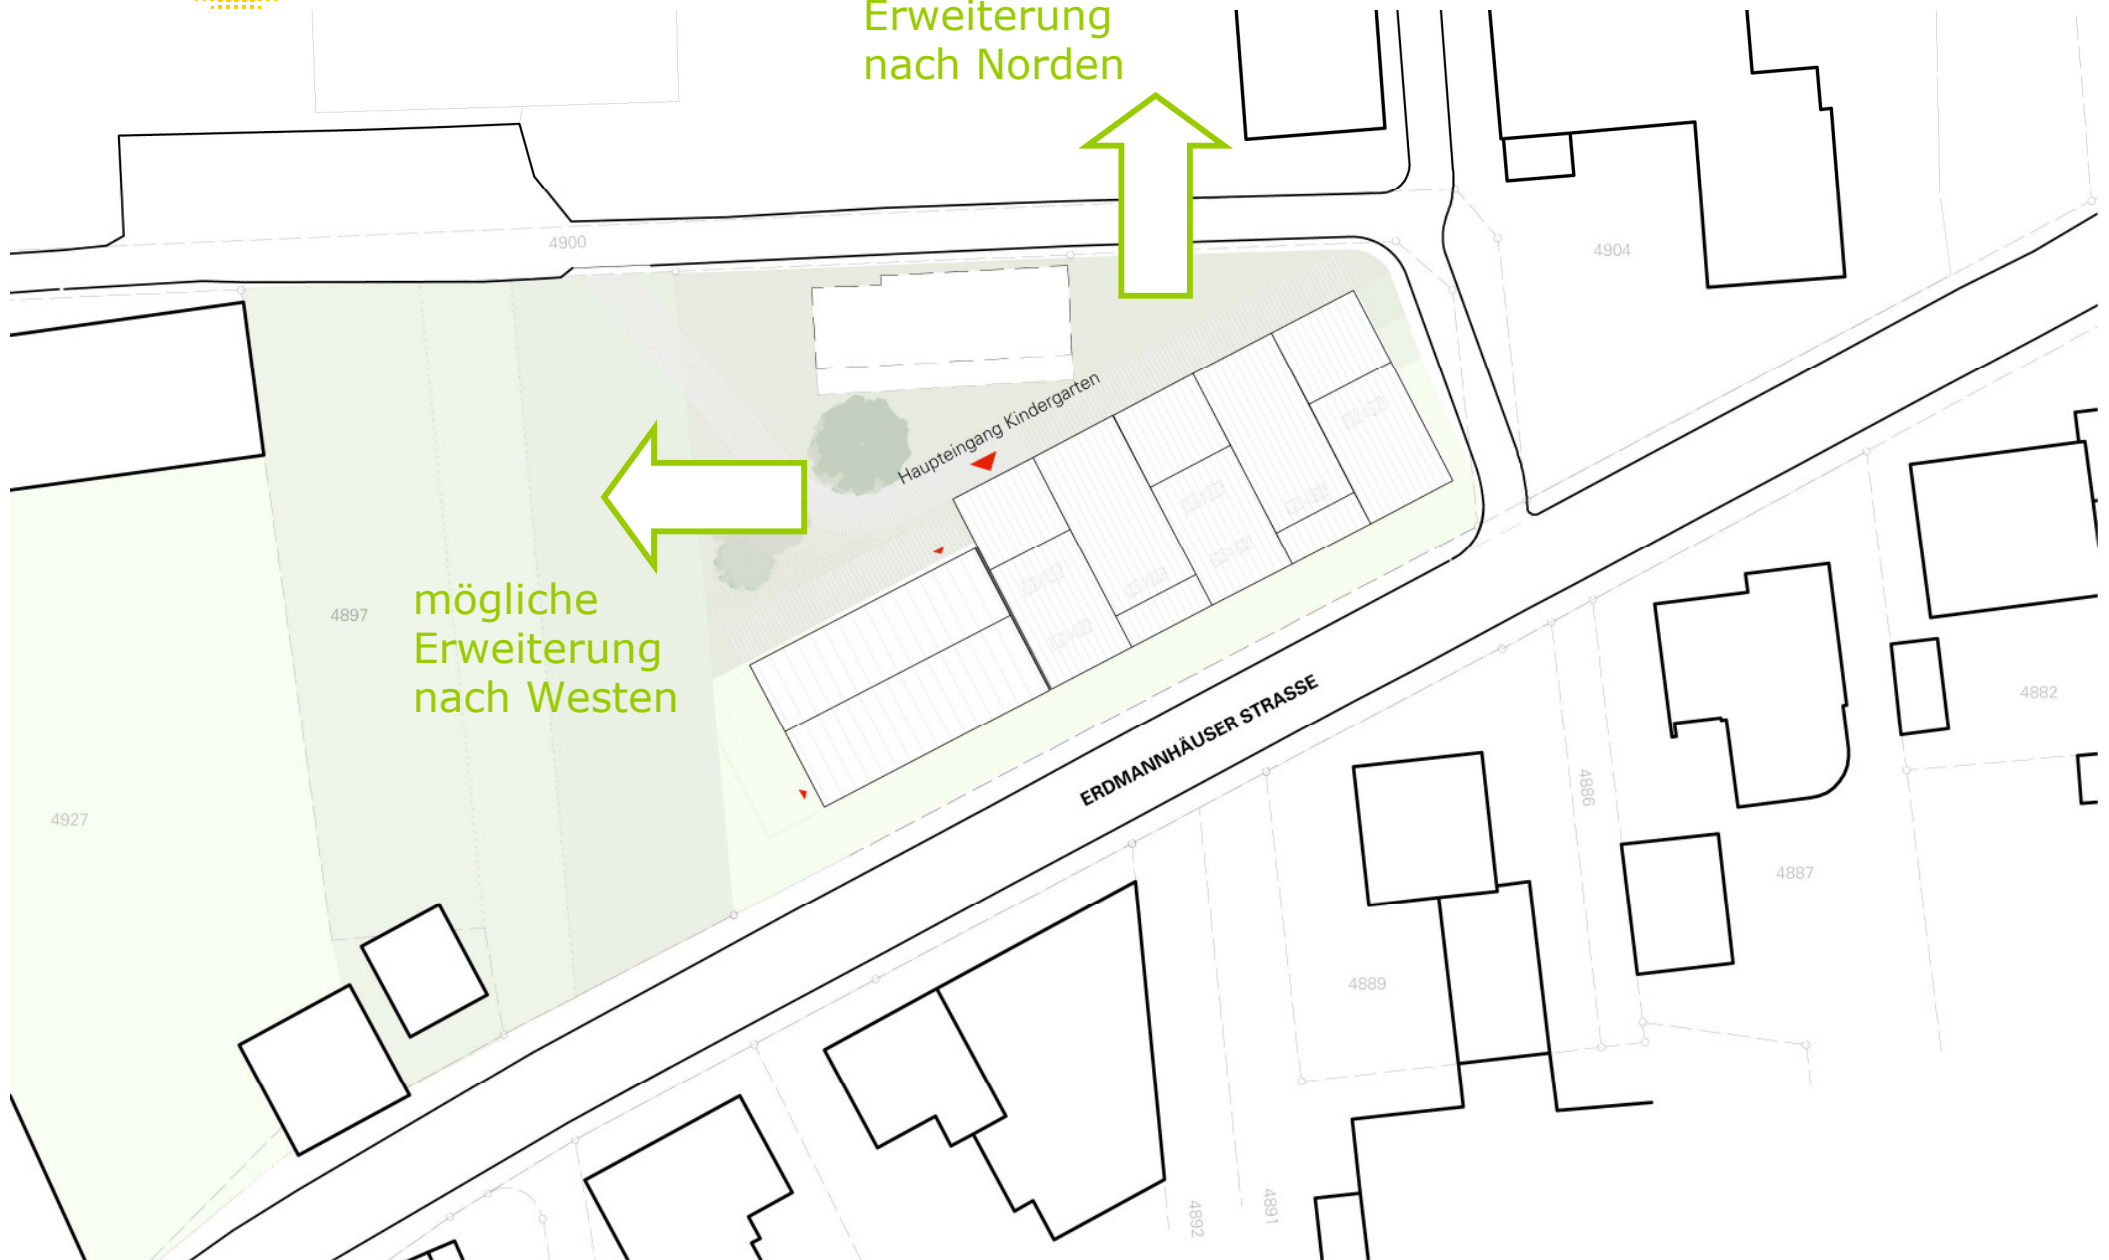 Erweiterung
nach Norden
4900
4904
Haupteingang Kindergarten
4897
mögliche
Erweiterung
nach Westen
ERDMANNHÄUSER STRASSE
4882
4886
4927
4887
4889
4892
4891